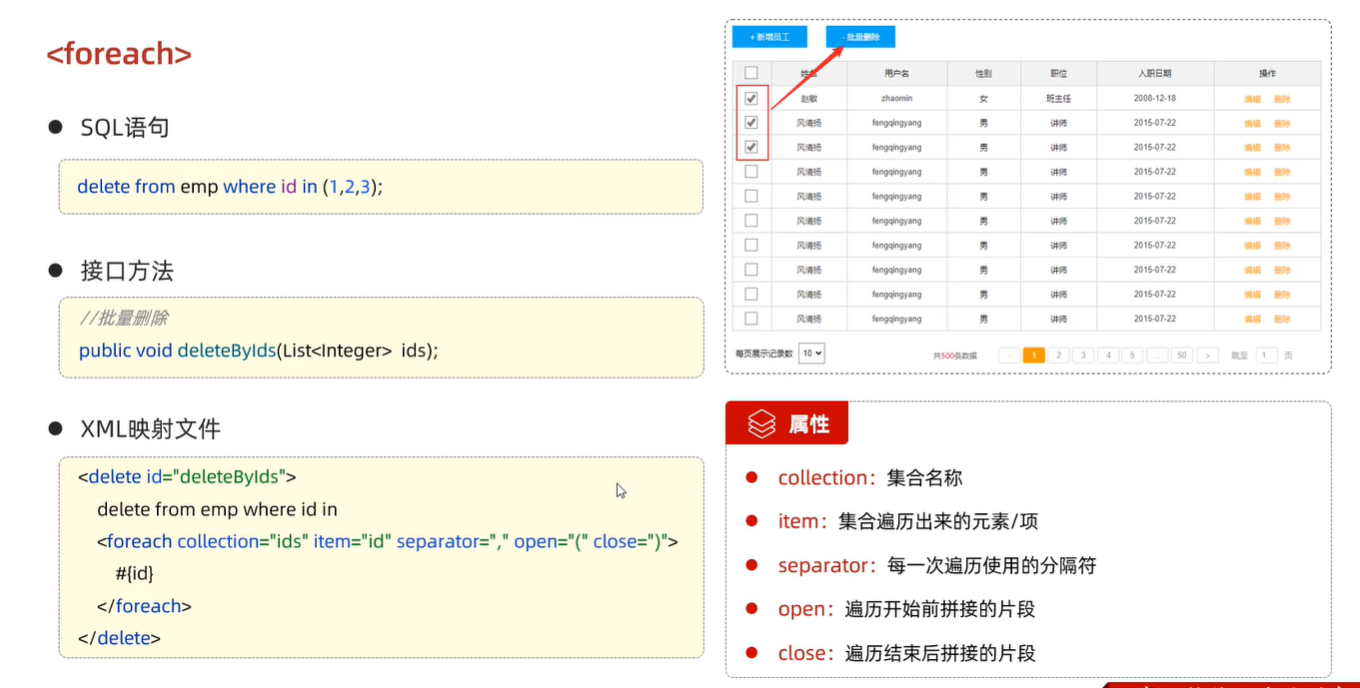 <foreach>
SQL语句
delete from emp where id in (1,2,3);
接口方法
//批量删除
public void deleteByIds(List<Integer> ids);
XML映射文件
<delete id="deleteByIds">
delete from emp where id in
<foreach collection="ids" item="id" separator="," open="(" close=")">
#{id}
</foreach>
</delete>
+ 新增员工 - 批量删除
姓名 用户名 性别 职位 入职日期 操作
赵敏 zhaomin 女 班主任 2008-12-18 编辑 删除
风清扬 fengqingyang 男 讲师 2015-07-22 编辑 删除
风清扬 fengqingyang 男 讲师 2015-07-22 编辑 删除
风清扬 fengqingyang 男 讲师 2015-07-22 编辑 删除
风清扬 fengqingyang 男 讲师 2015-07-22 编辑 删除
风清扬 fengqingyang 男 讲师 2015-07-22 编辑 删除
风清扬 fengqingyang 男 讲师 2015-07-22 编辑 删除
风清扬 fengqingyang 男 讲师 2015-07-22 编辑 删除
风清扬 fengqingyang 男 讲师 2015-07-22 编辑 删除
风清扬 fengqingyang 男 讲师 2015-07-22 编辑 删除
每页展示记录数 10 共500条数据 < 1 2 3 4 5 ... 50 > 跳至 1 页
属性
collection：集合名称
item：集合遍历出来的元素/项
separator：每一次遍历使用的分隔符
open：遍历开始前拼接的片段
close：遍历结束后拼接的片段